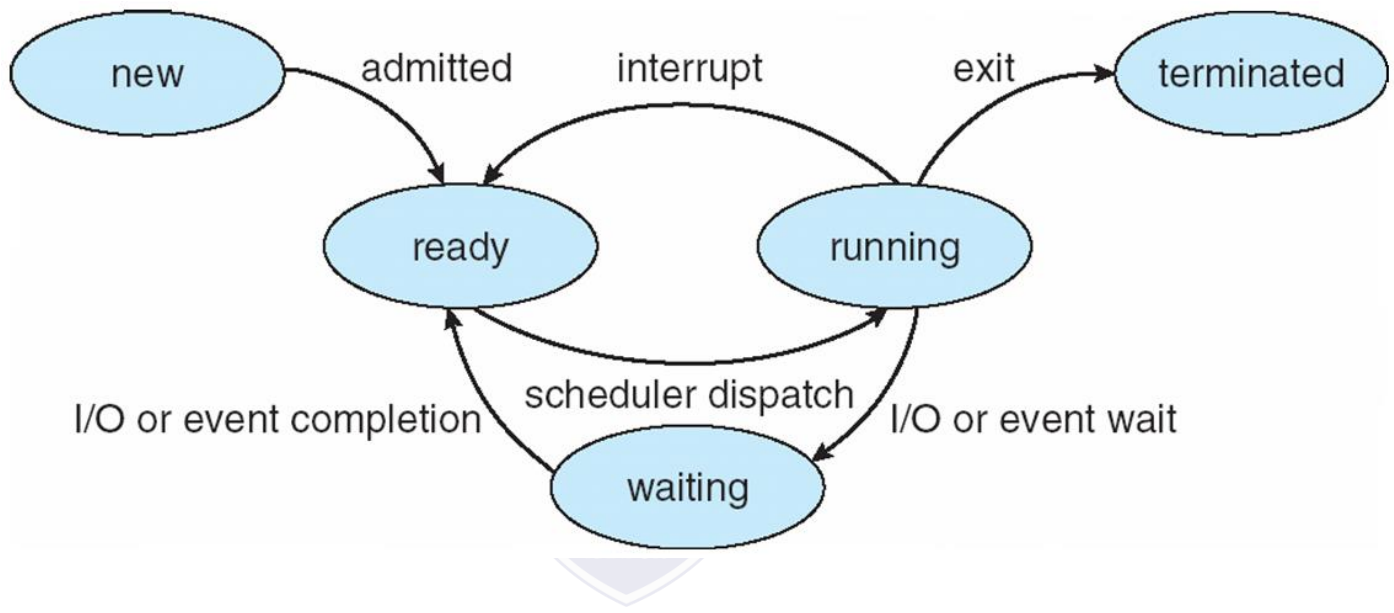 new
admitted
interrupt
exit
terminated
ready
running
scheduler dispatch
I/O or event completion
I/O or event wait
waiting